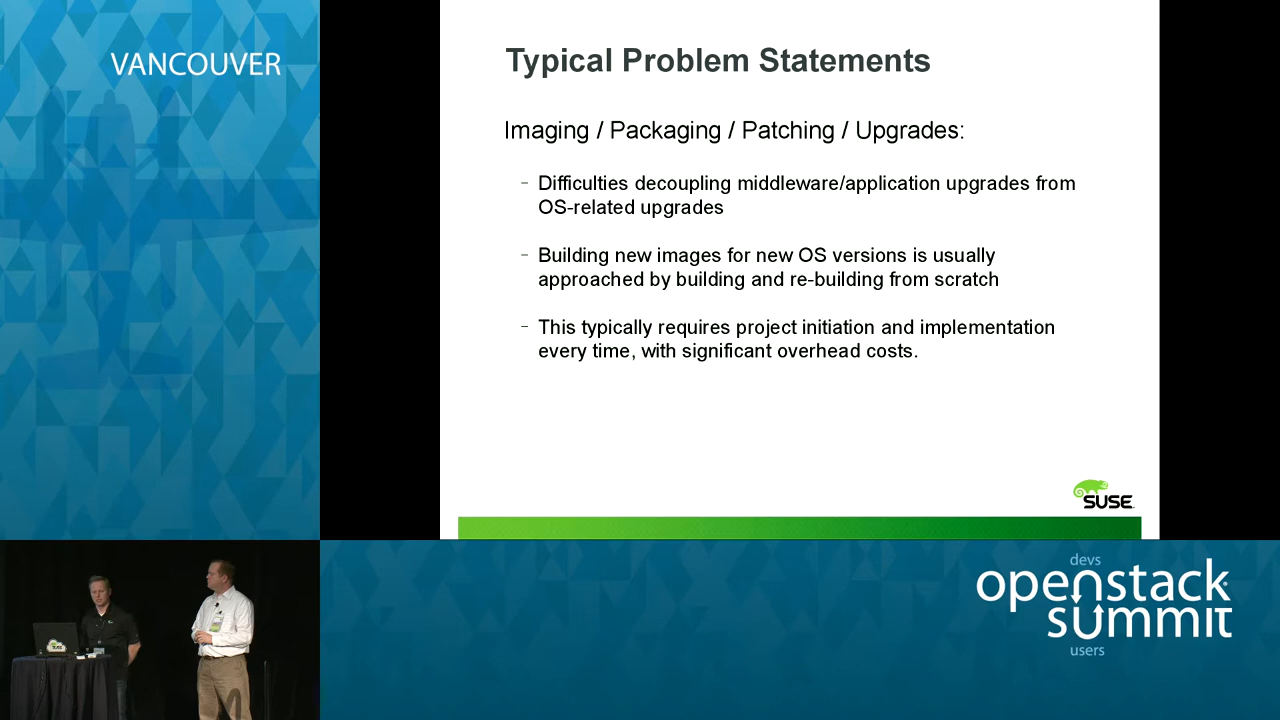 VANCOUVER
Typical Problem Statements
Imaging / Packaging / Patching / Upgrades:
- Difficulties decoupling middleware/application upgrades from
OS-related upgrades
- Building new images for new OS versions is usually
approached by building and re-building from scratch
- This typically requires project initiation and implementation
every time, with significant overhead costs.
SUSE
devs
openstack
summit
users